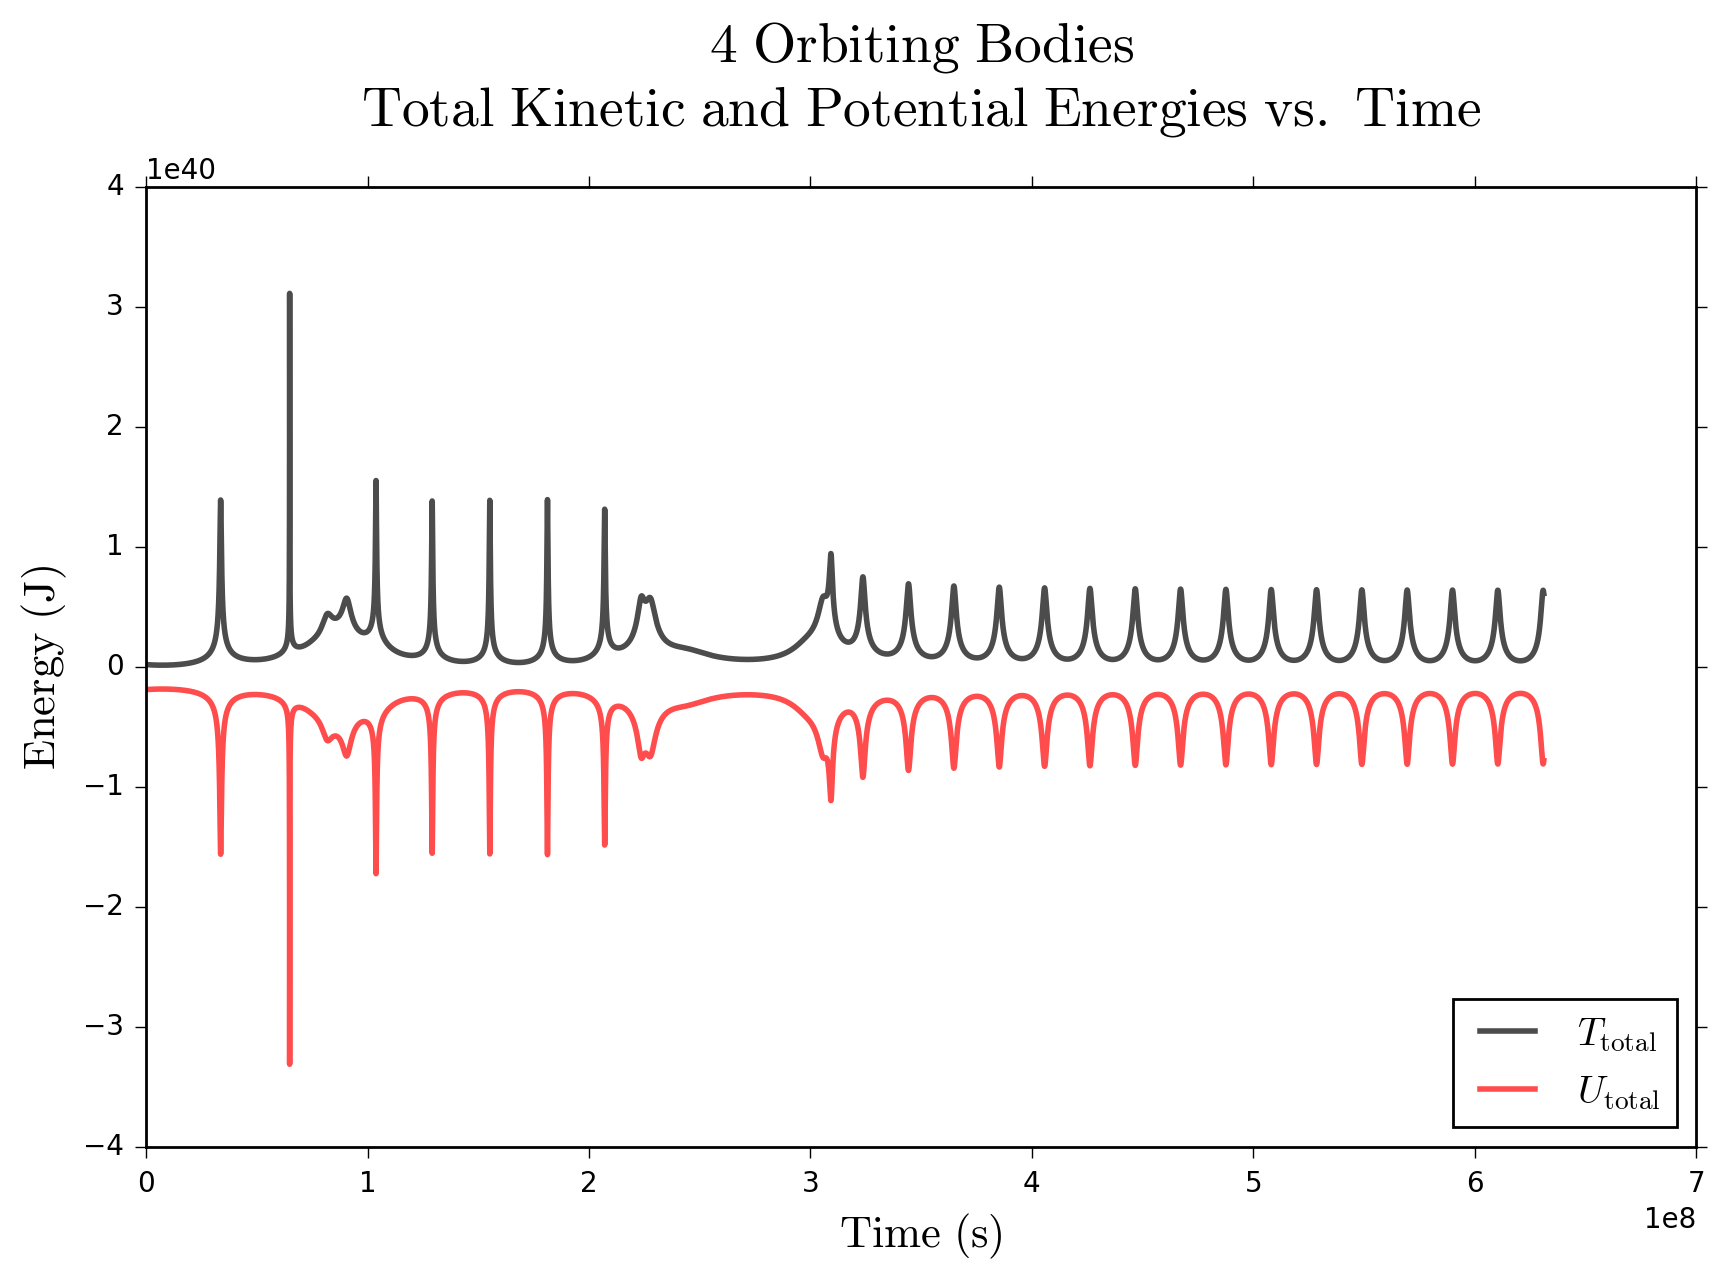 4 Orbiting Bodies
Total Kinetic and Potential Energies vs. Time
1e40
4
3
2
1
0
−1
−2
−3
−4
Energy (J)
T_total
U_total
0 1 2 3 4 5 6 7
1e8
Time (s)